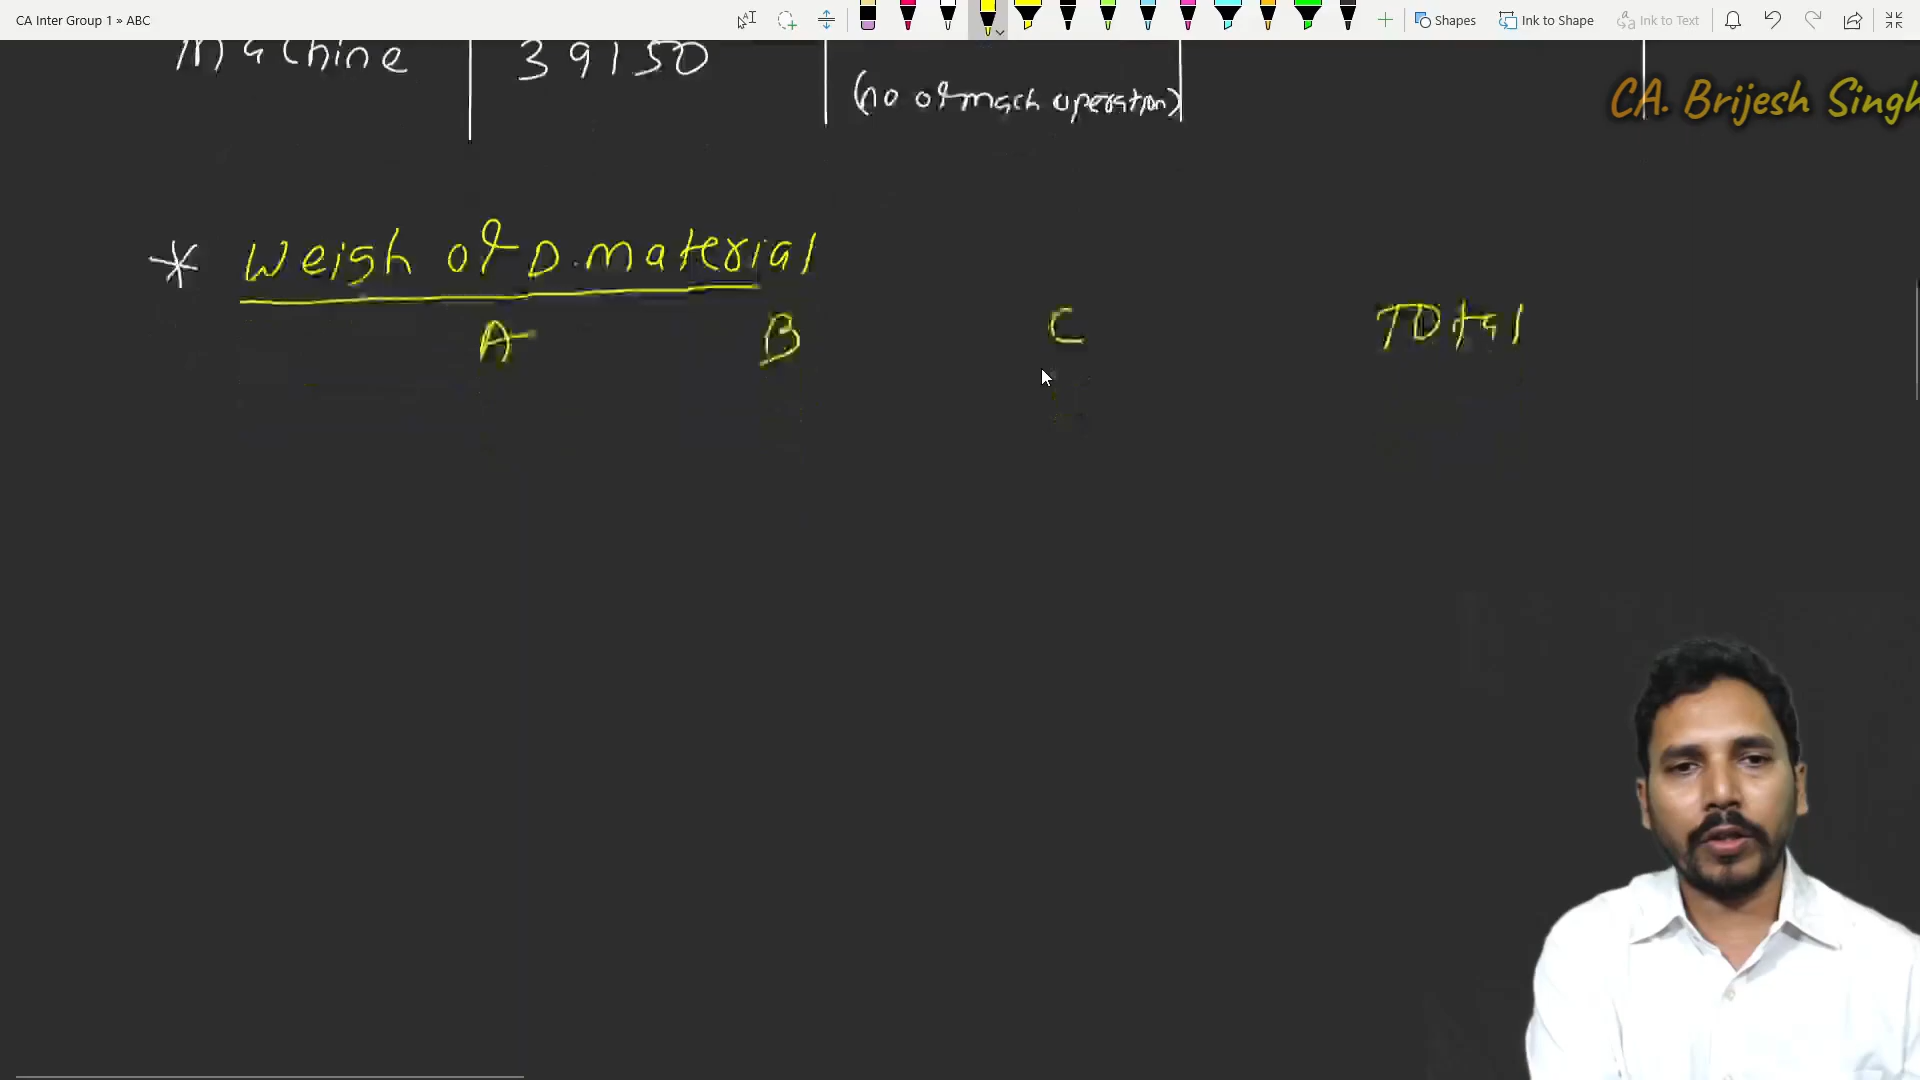 CA Inter Group 1 » ABC
Shapes
Ink to Shape
Ink to Text
Machine 39150
(no of mach operation)
CA. Brijesh Singh
* Weigh of D.material
A B C Total